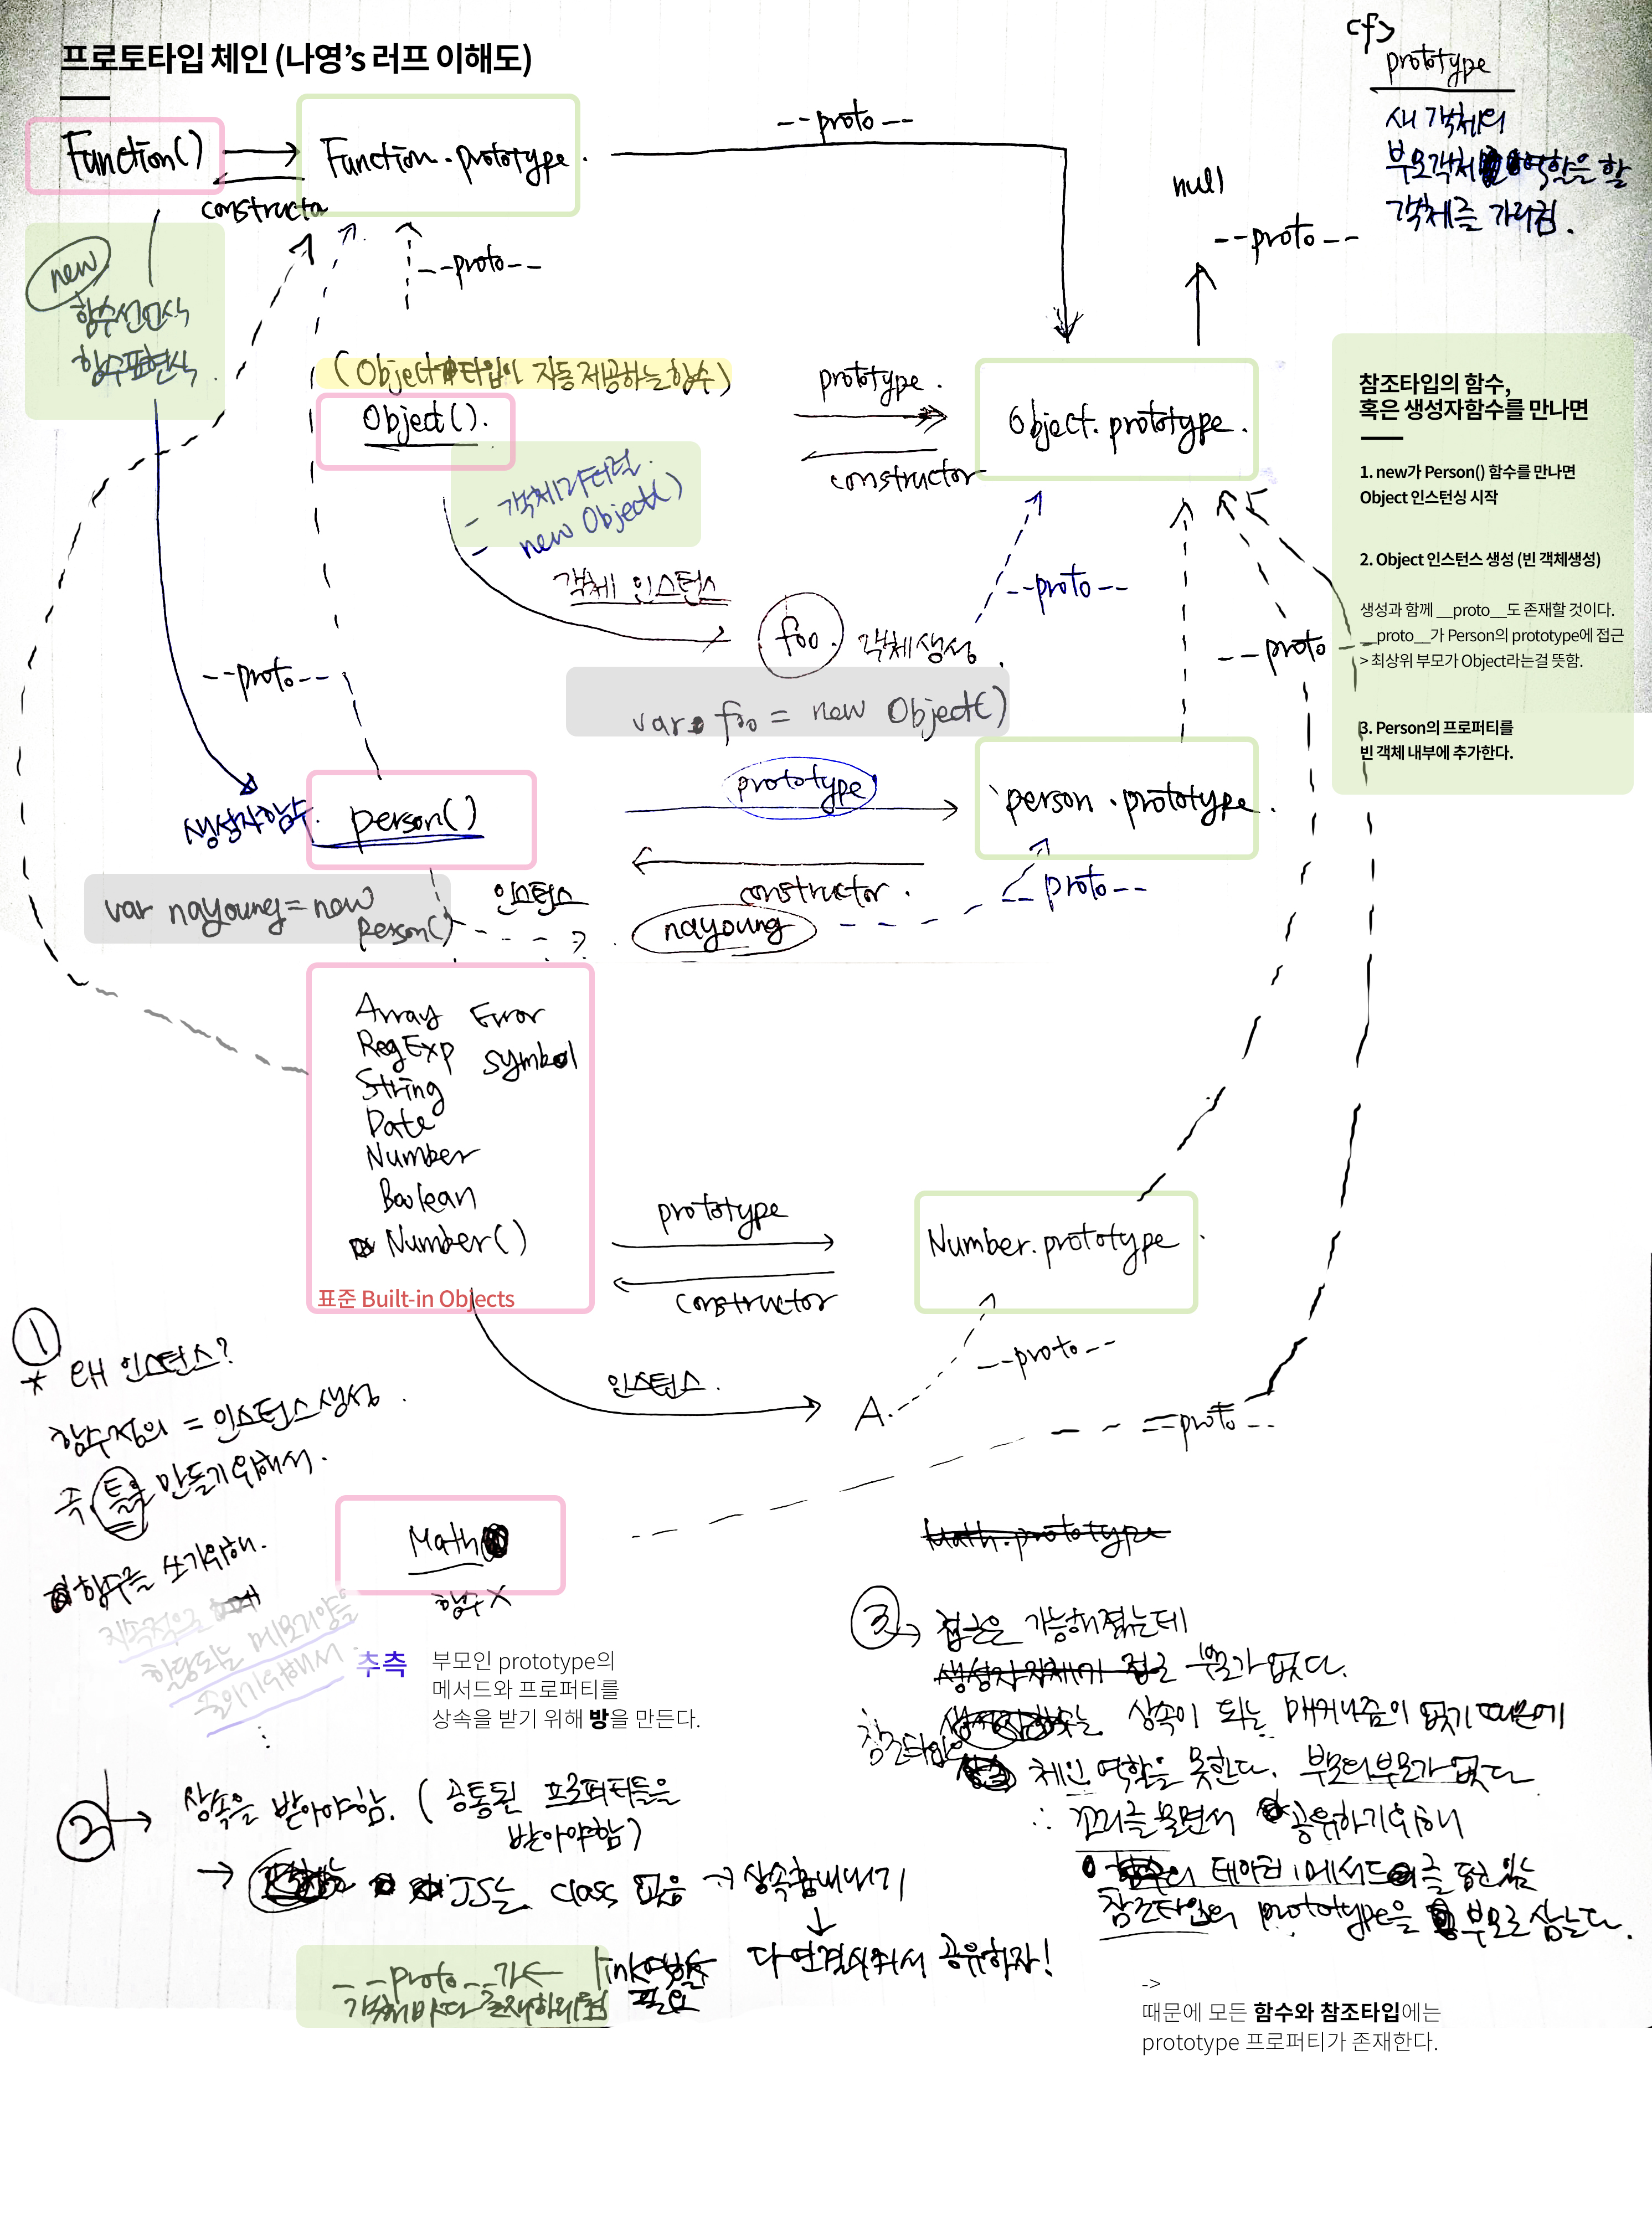 프로토타입 체인 (나영's 러프 이해도)
cf>
prototype
새 객체의
부모객체 역할을 할
객체를 가리킴.
Function()
Function.prototype.
--proto--
constructor
null
--proto--
--proto--
new
함수선언식
함수표현식
(Object 타입이 자동제공하는함수)
Object().
prototype.
Object.prototype.
constructor
- 객체리터럴.
- new Object()
객체 인스턴스
foo.
객체생성
--proto--
--proto
--proto--
var foo = new Object()
참조타입의 함수,
혹은 생성자함수를 만나면
1. new가 Person() 함수를 만나면
Object 인스턴싱 시작
2. Object 인스턴스 생성 (빈 객체생성)
생성과 함께 __proto__도 존재할 것이다.
__proto__가 Person의 prototype에 접근
> 최상위 부모가 Object라는걸 뜻함.
3. Person의 프로퍼티를
빈 객체 내부에 추가한다.
생성자함수.
person()
prototype
person.prototype.
constructor.
var nayoung = new
person()
인스턴스
nayoung
-- proto--
Array Error
RegExp Symbol
String
Date
Number
Boolean
Number()
표준 Built-in Objects
prototype
Number.prototype
constructor
인스턴스.
A.
--proto--
--proto--
① * 왜 인스턴스?
함수정의 = 인스턴스생성.
즉 틀을 만들기위해서.
함수를 쓰기위해.
지속적으로
할당되는 메모리양을
줄이기위해서.
Math
함수 X
Math.prototype
추측
부모인 prototype의
메서드와 프로퍼티를
상속을 받기 위해 방을 만든다.
② → 상속을 받아야함. (공통된 프로퍼티들을
받아야함)
→ JS는 class 없음 → 상속흉내내기
다 연결시켜서 공유하자!
--proto--가 ← link역할
객체마다 존재하게됨 필요
③ → 접근은 가능해졌는데
부모가 없다.
참조타입은 상속이 되는 매커니즘이 없기 때문에
체인 역할을 못한다. 부모의부모가 없다
∴ 꼬리를 물면서 공유하기위해
데이터, 메서드를 담고있는
참조타입의 prototype을 부모로 삼는다.
->
때문에 모든 함수와 참조타입에는
prototype 프로퍼티가 존재한다.